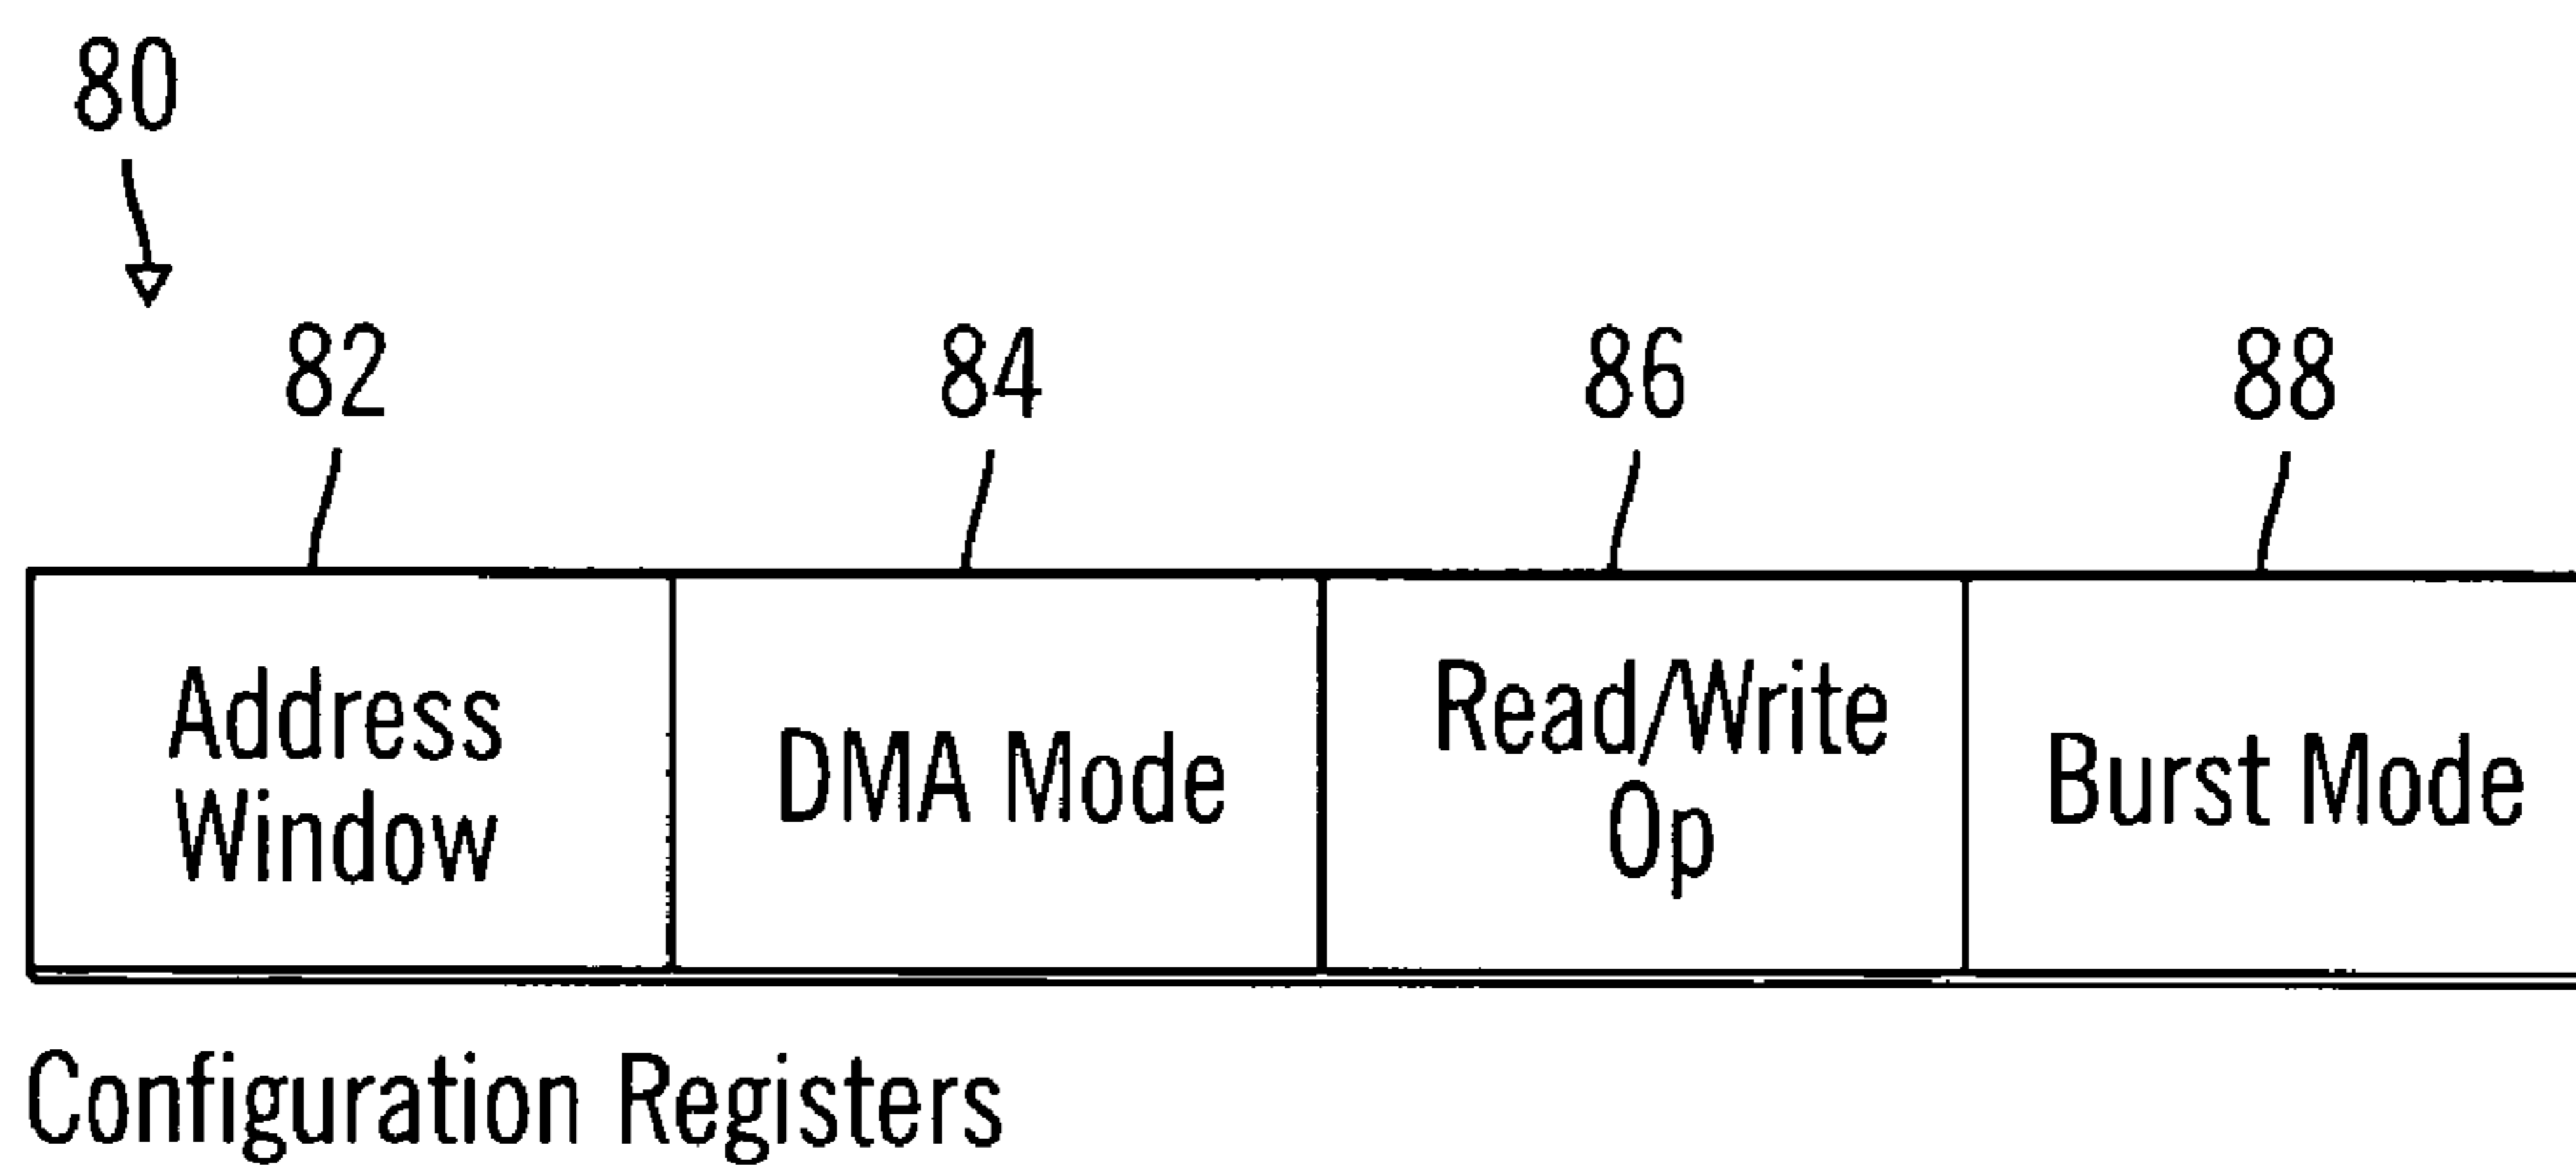 80
82 84 86 88
Address
Window
DMA Mode
Read/Write
Op
Burst Mode
Configuration Registers